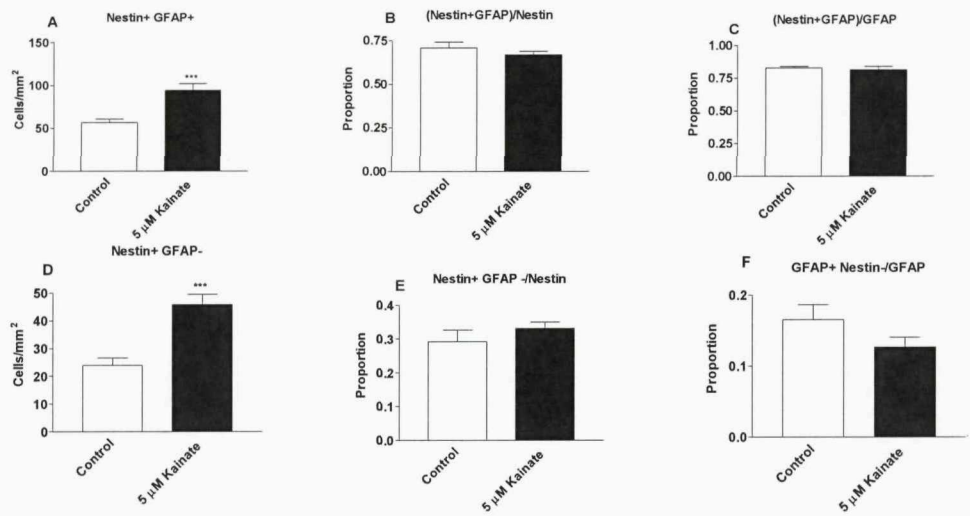 A
Nestin+ GFAP+
Cells/mm²
150
100
50
0
***
Control
5 µM Kainate
B
(Nestin+GFAP)/Nestin
Proportion
0.75
0.50
0.25
0.00
Control
5 µM Kainate
C
(Nestin+GFAP)/GFAP
Proportion
1.00
0.75
0.50
0.25
0.00
Control
5 µM Kainate
D
Nestin+ GFAP-
Cells/mm²
50
40
30
20
10
0
***
Control
5 µM Kainate
E
Nestin+ GFAP -/Nestin
Proportion
0.4
0.3
0.2
0.1
0.0
Control
5 µM Kainate
F
GFAP+ Nestin-/GFAP
Proportion
0.2
0.1
0.0
Control
5 µM Kainate